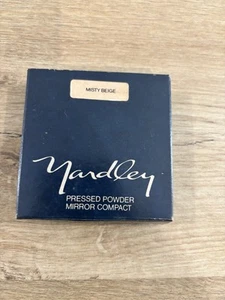 MISTY BEIGE
Yardley
PRESSED POWDER
MIRROR COMPACT